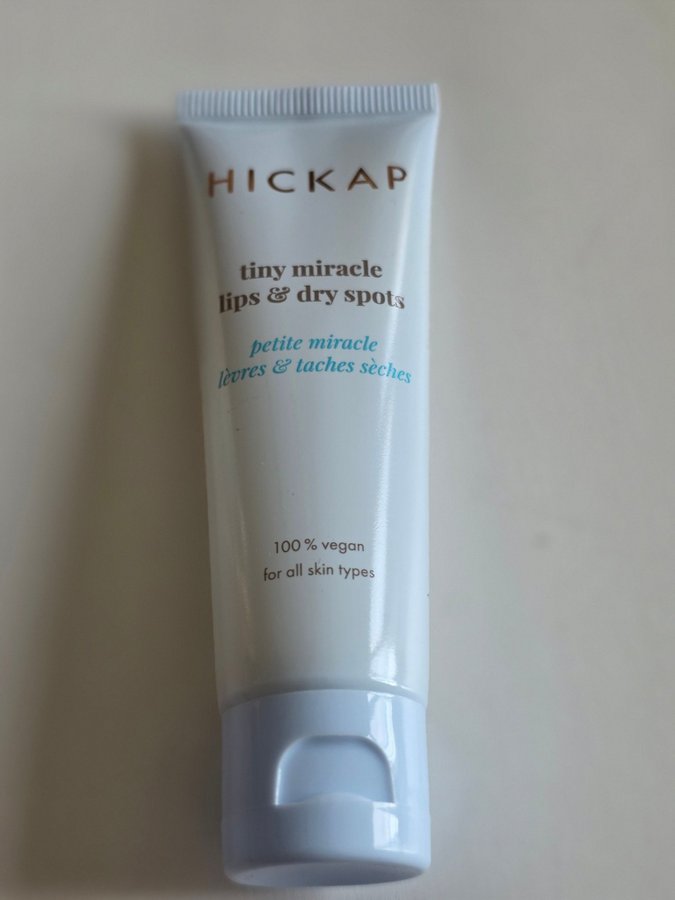 HICKAP
tiny miracle
lips & dry spots
petite miracle
lèvres & taches sèches
100% vegan
for all skin types